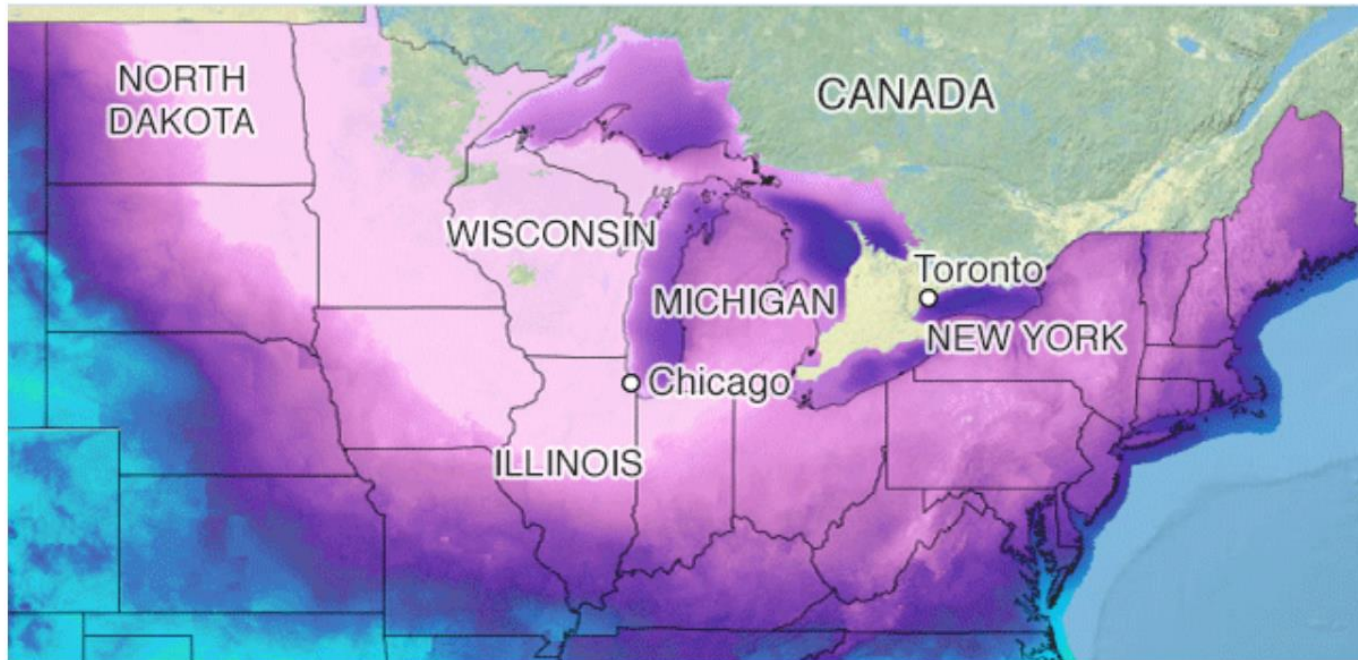 NORTH
DAKOTA
CANADA
WISCONSIN
Toronto
MICHIGAN
NEW YORK
Chicago
ILLINOIS